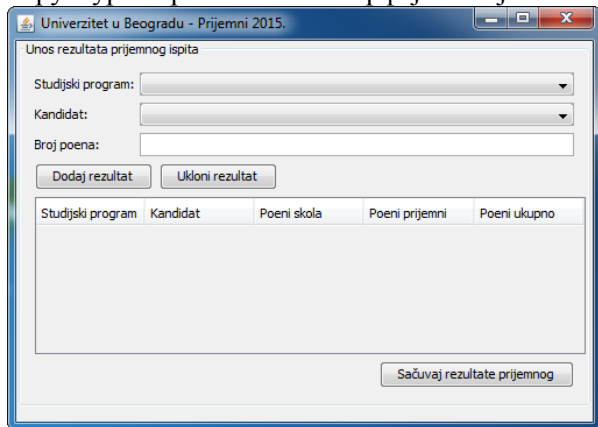 Univerzitet u Beogradu - Prijemni 2015.
Unos rezultata prijemnog ispita
Studijski program:
Kandidat:
Broj poena:
Dodaj rezultat Ukloni rezultat
Studijski program Kandidat Poeni skola Poeni prijemni Poeni ukupno
Sačuvaj rezultate prijemnog